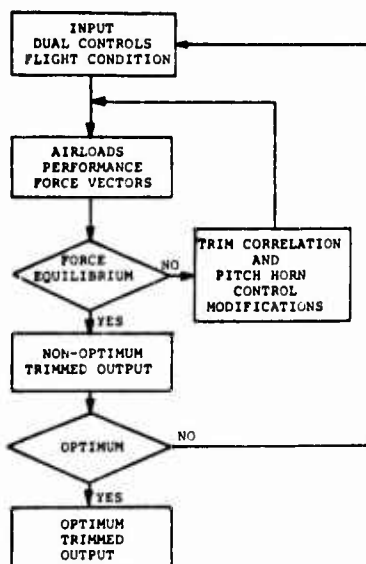 INPUT
DUAL CONTROLS
FLIGHT CONDITION
AIRLOADS
PERFORMANCE
FORCE VECTORS
FORCE
EQUILIBRIUM
NO
TRIM CORRELATION
AND
PITCH HORN
CONTROL
MODIFICATIONS
YES
NON-OPTIMUM
TRIMMED OUTPUT
OPTIMUM
NO
YES
OPTIMUM
TRIMMED
OUTPUT